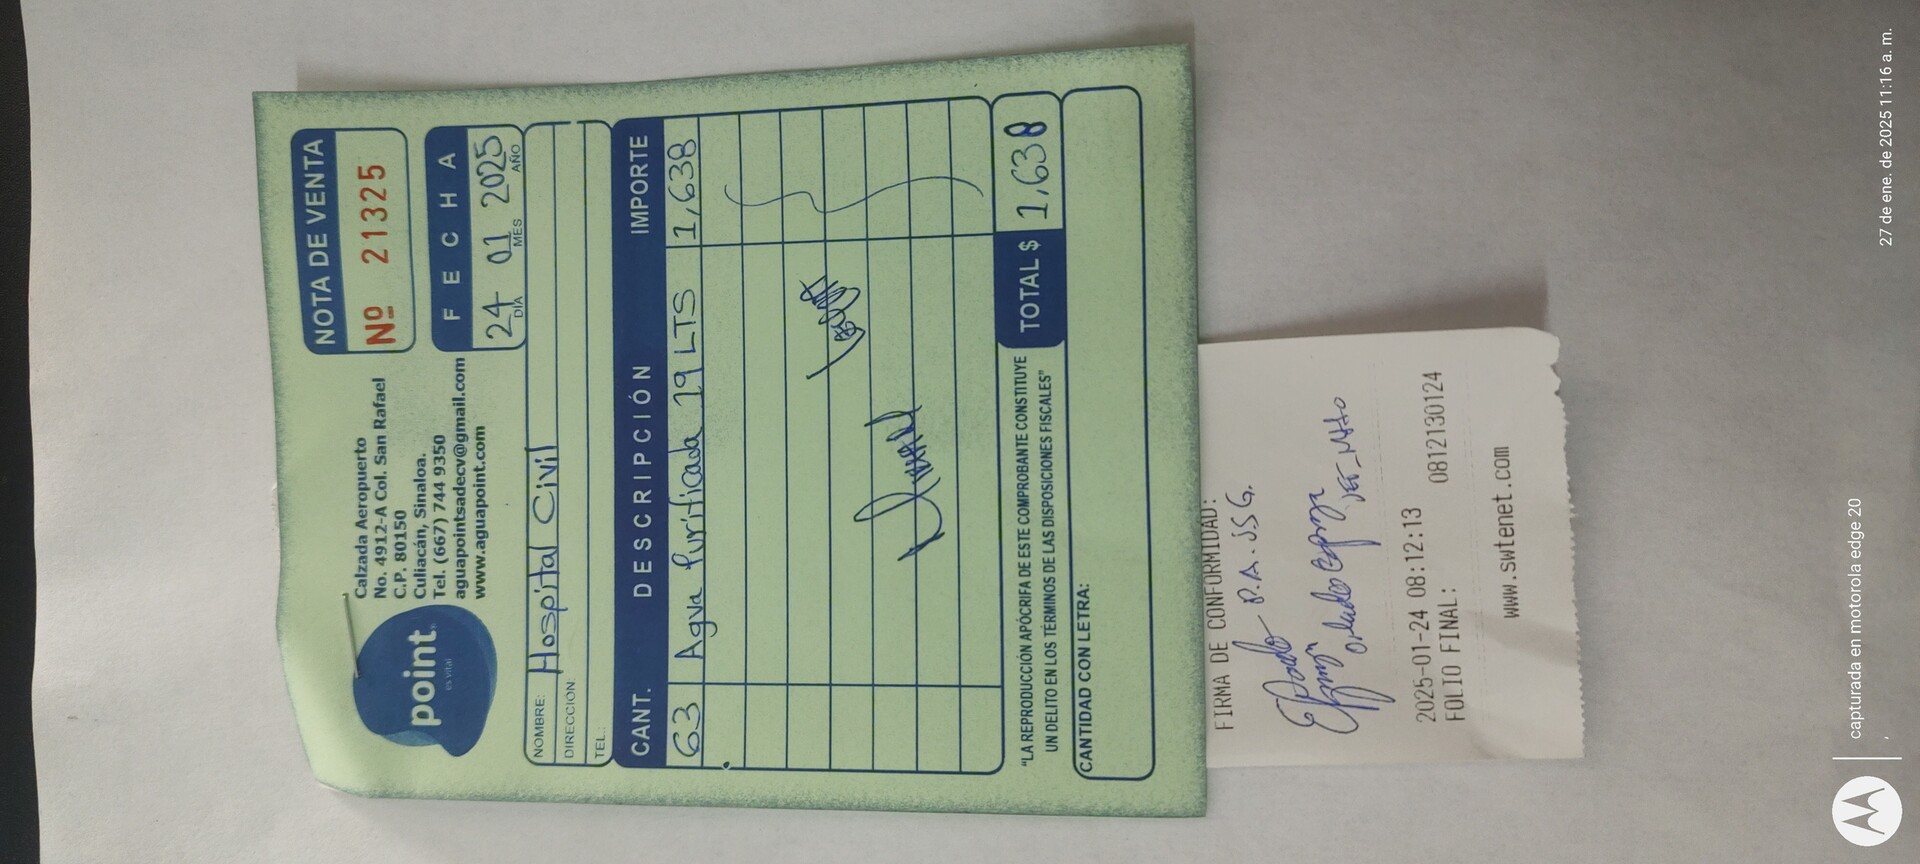 point
es vital
Calzada Aeropuerto
No. 4912-A Col. San Rafael
C.P. 80150
Culiacán, Sinaloa.
Tel. (667) 744 9350
aguapointsadecv@gmail.com
www.aguapoint.com
NOTA DE VENTA
Nº 21325
FECHA
24 01 2025
DÍA MES AÑO
NOMBRE: Hospital Civil
DIRECCIÓN:
TEL.:
CANT. DESCRIPCIÓN IMPORTE
63 Agua Purificada 19 LTS 1,638
"LA REPRODUCCIÓN APÓCRIFA DE ESTE COMPROBANTE CONSTITUYE
UN DELITO EN LOS TÉRMINOS DE LAS DISPOSICIONES FISCALES"
TOTAL $ 1,638
CANTIDAD CON LETRA:
FIRMA DE CONFORMIDAD:
P.A. JSG.
2025-01-24 08:12:13
FOLIO FINAL: 0812130124
www.swtenet.com
capturada en motorola edge 20
27 de ene. de 2025 11:16 a. m.